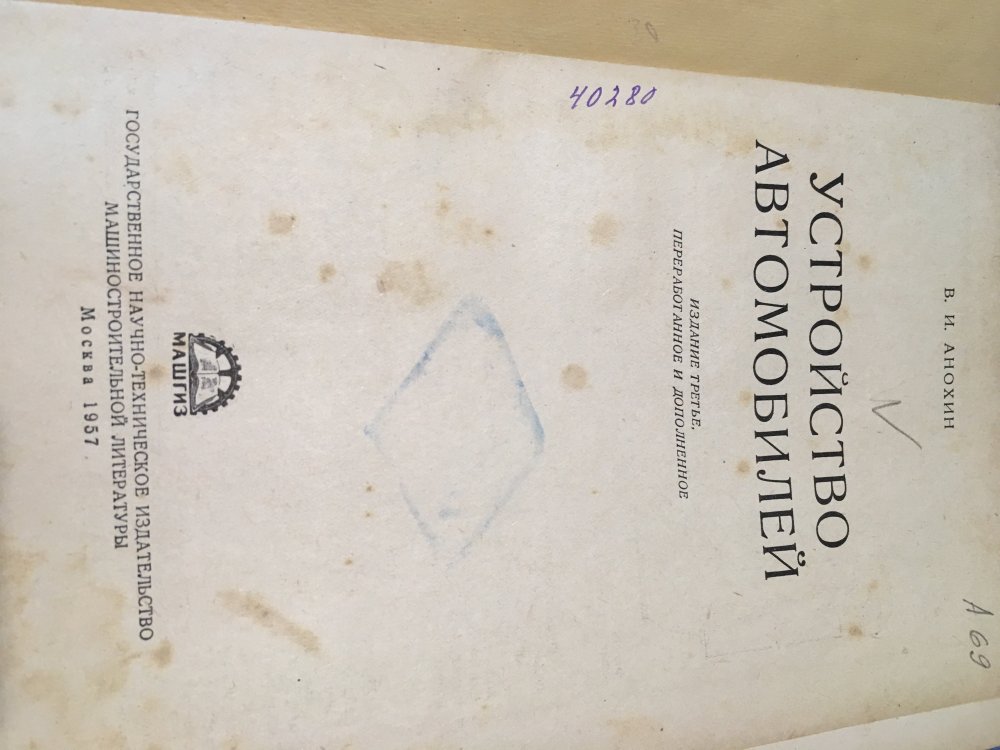 А 69
В. И. АНОХИН
УСТРОЙСТВО
АВТОМОБИЛЕЙ
ИЗДАНИЕ ТРЕТЬЕ,
ПЕРЕРАБОТАННОЕ И ДОПОЛНЕННОЕ
40280
МАШГИЗ
ГОСУДАРСТВЕННОЕ НАУЧНО-ТЕХНИЧЕСКОЕ ИЗДАТЕЛЬСТВО
МАШИНОСТРОИТЕЛЬНОЙ ЛИТЕРАТУРЫ
Москва 1957